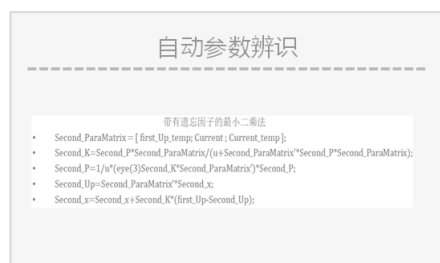 自动参数辨识
带有遗忘因子的最小二乘法
• Second_ParaMatrix = [ first_Up_temp; Current ; Current_temp ];
• Second_K=Second_P*Second_ParaMatrix/(u+Second_ParaMatrix'*Second_P*Second_ParaMatrix);
• Second_P=1/u*(eye(3)Second_K*Second_ParaMatrix')*Second_P;
• Second_Up=Second_ParaMatrix'*Second_x;
• Second_x=Second_x+Second_K*(first_Up-Second_Up);